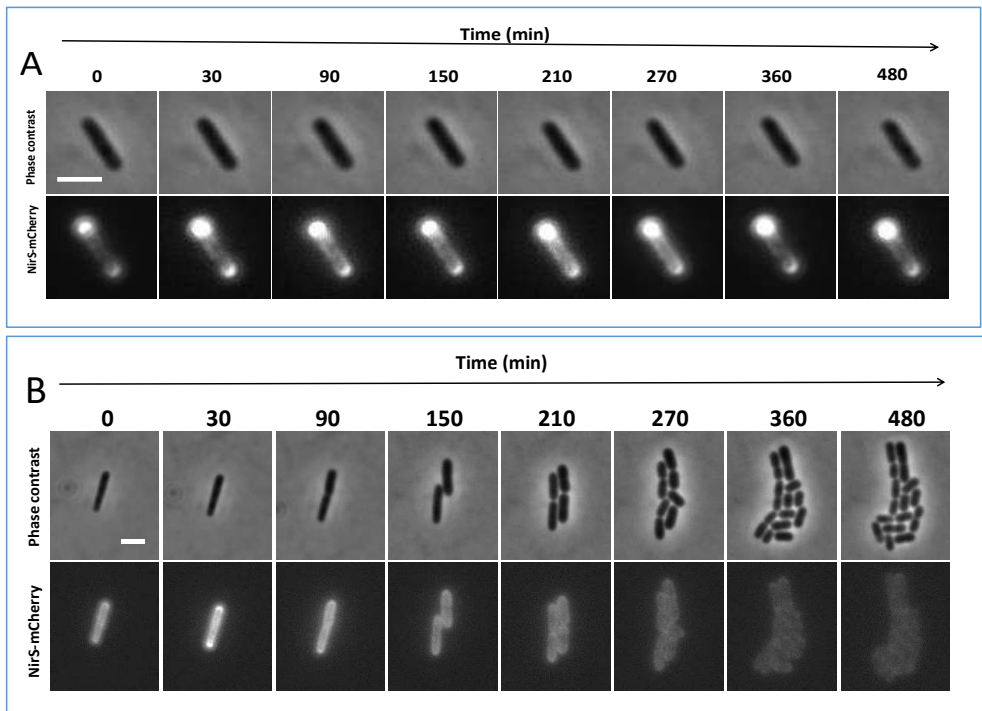 Time (min)
A
0 30 90 150 210 270 360 480
Phase contrast
NirS-mCherry
Time (min)
B
0 30 90 150 210 270 360 480
Phase contrast
NirS-mCherry